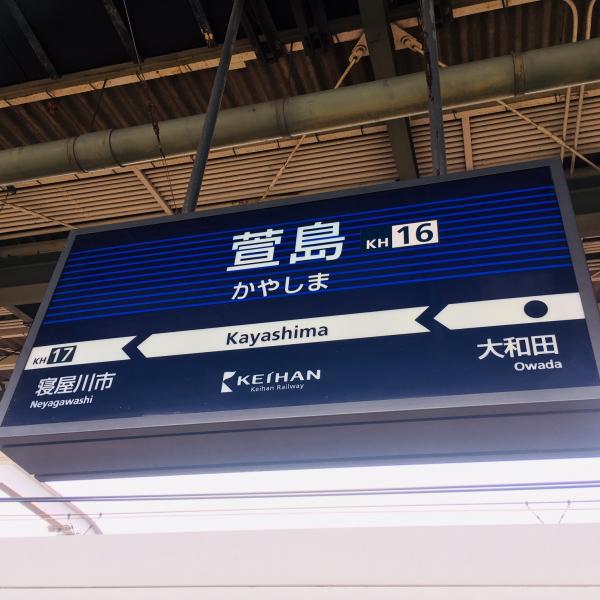 萱島 KH 16
かやしま
KH 17
Kayashima
寝屋川市
Neyagawashi
KEIHAN
Keihan Railway
大和田
Owada